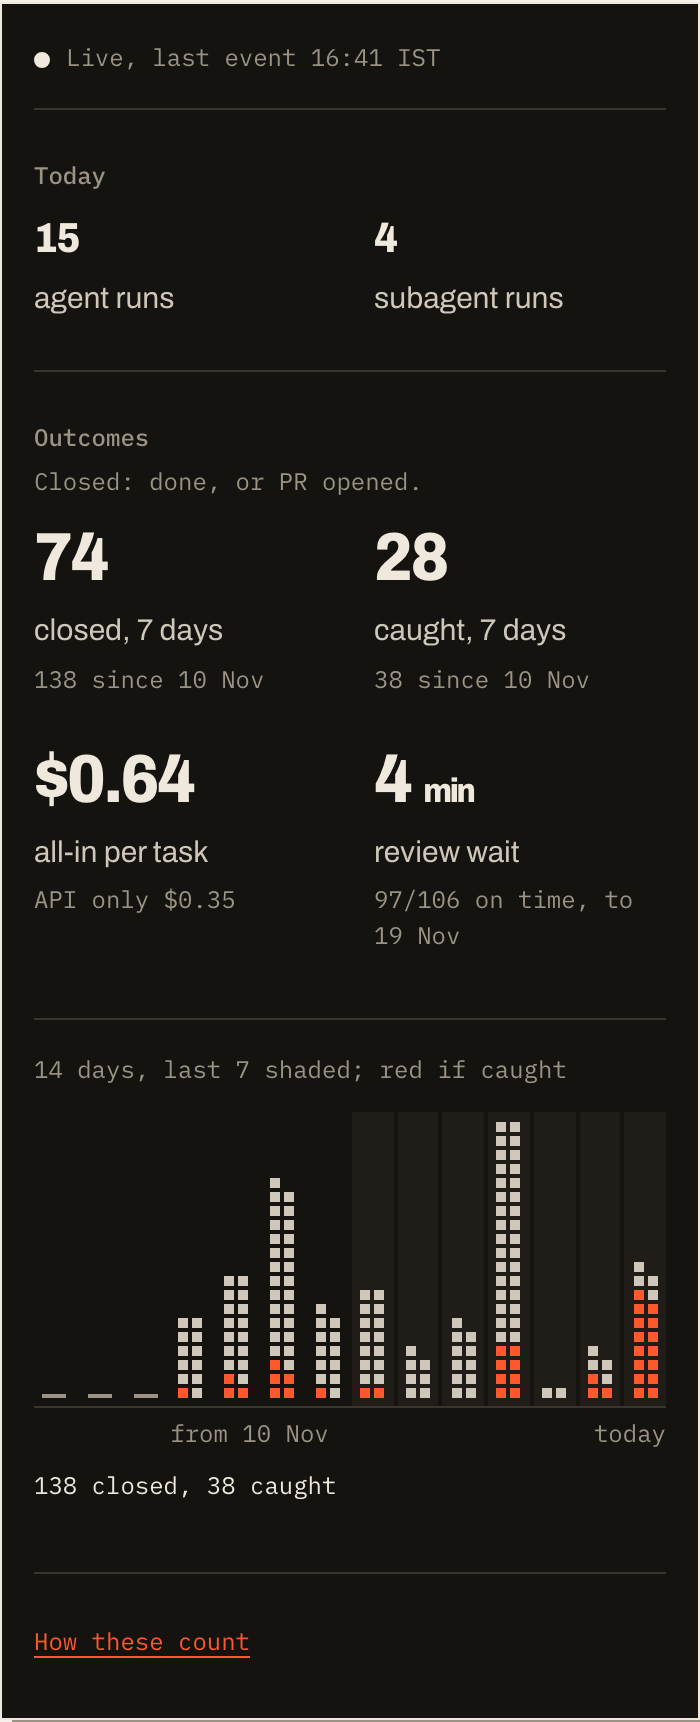 Live, last event 16:41 IST
Today
15
4
agent runs
subagent runs
Outcomes
Closed: done, or PR opened.
74
28
closed, 7 days
caught, 7 days
138 since 10 Nov
38 since 10 Nov
$0.64
4 min
all-in per task
review wait
API only $0.35
97/106 on time, to
19 Nov
14 days, last 7 shaded; red if caught
from 10 Nov
today
138 closed, 38 caught
How these count